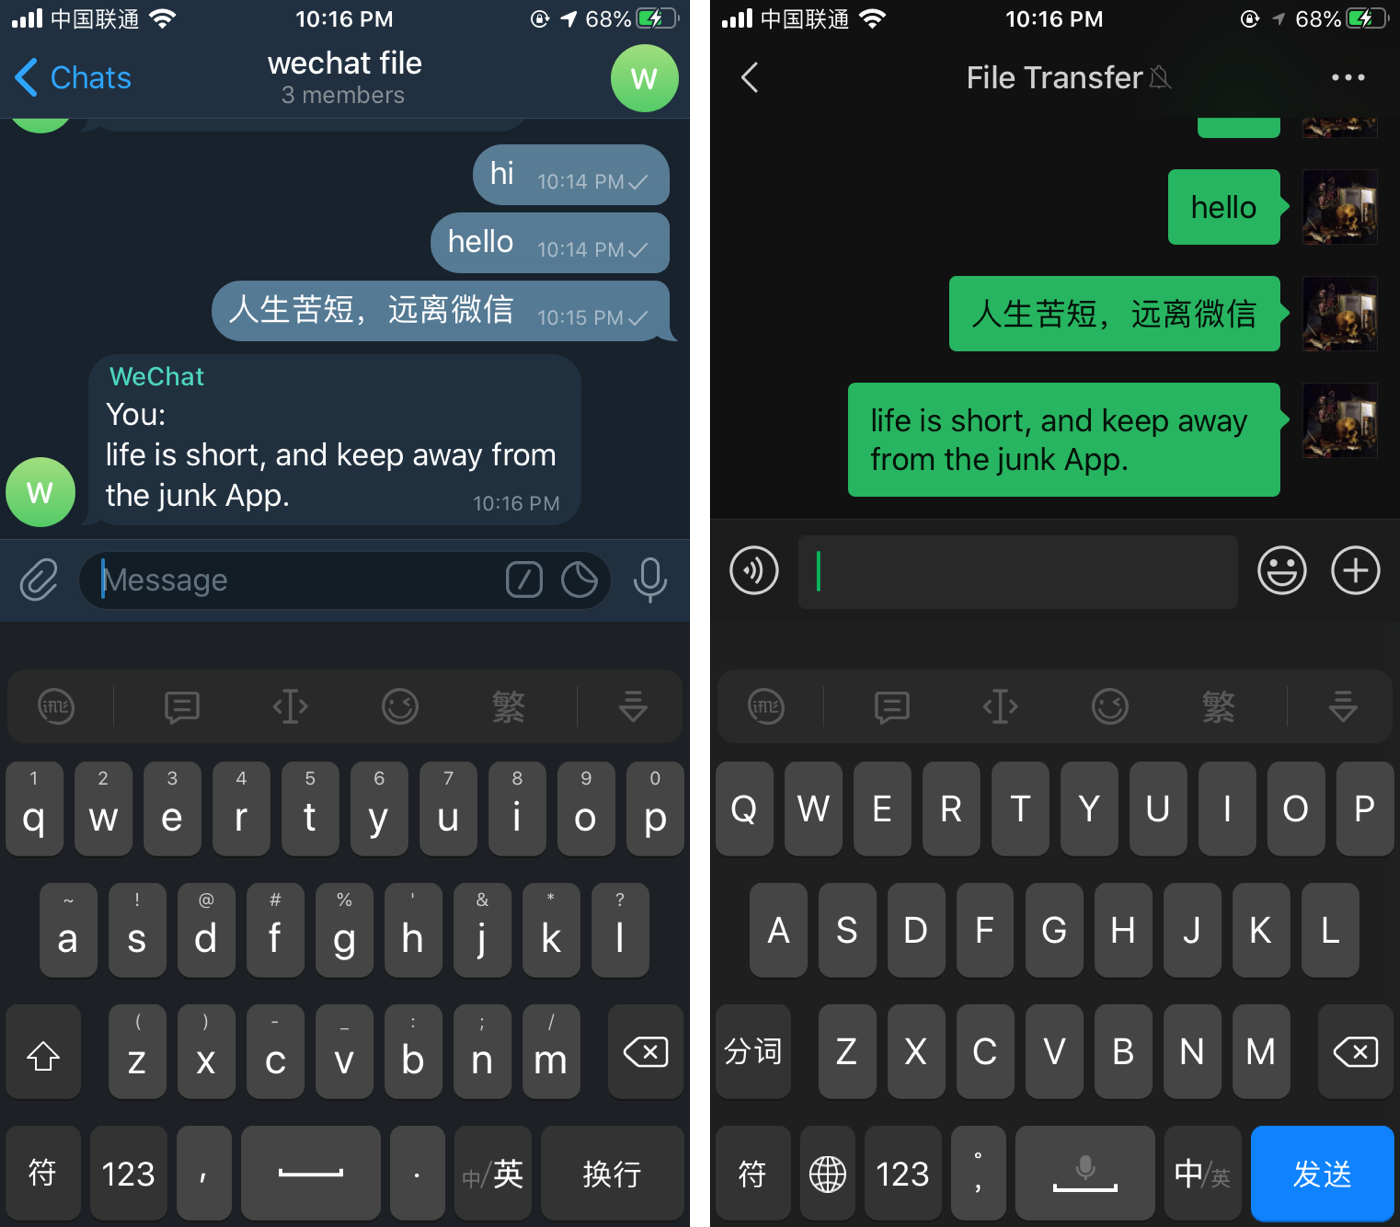 中国联通
10:16 PM
68%
Chats
wechat file
3 members
W
hi 10:14 PM
hello 10:14 PM
人生苦短，远离微信 10:15 PM
WeChat
You:
life is short, and keep away from
the junk App. 10:16 PM
W
Message
繁
1 2 3 4 5 6 7 8 9 0
q w e r t y u i o p
~ ! @ # % ' & * ?
a s d f g h j k l
( ) - _ : ; /
z x c v b n m
符 123 , . 中/英 换行
中国联通
10:16 PM
68%
File Transfer
hello
人生苦短，远离微信
life is short, and keep away
from the junk App.
繁
Q W E R T Y U I O P
A S D F G H J K L
分词 Z X C V B N M
符 123 。 , 中/英 发送